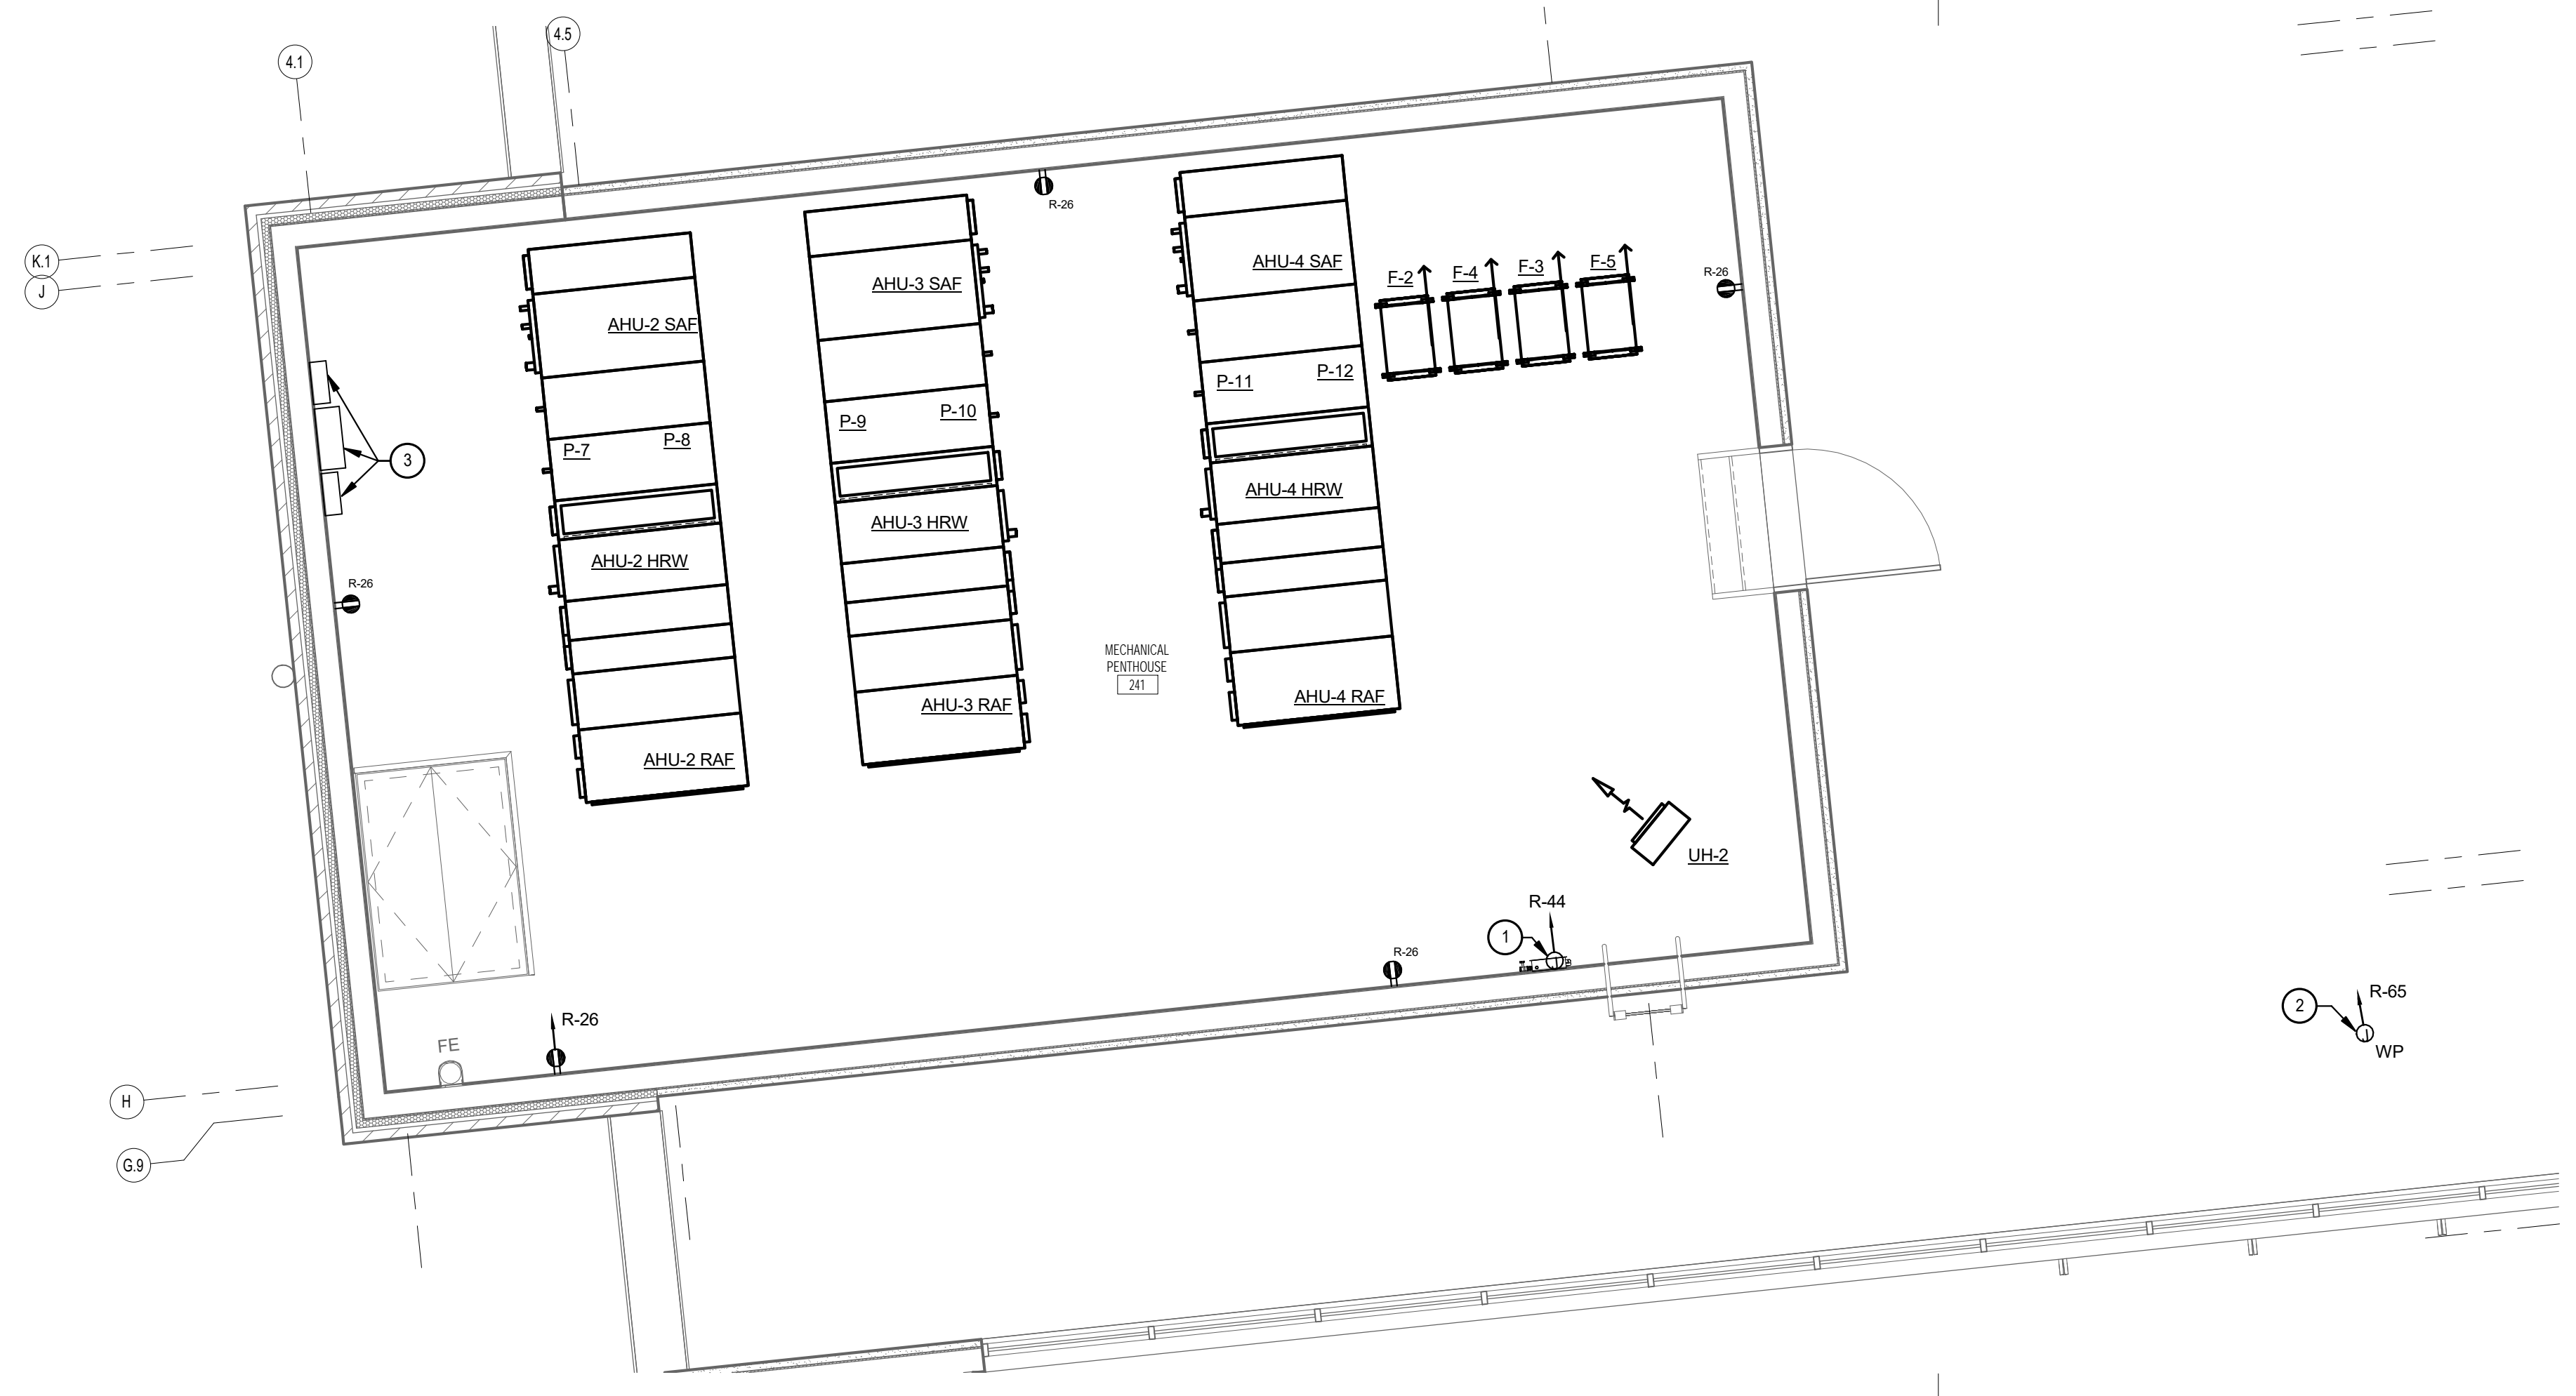 4.5
4.1
R-26
K.1
J
AHU-4 SAF
F-2
F-4
F-3
F-5
R-26
AHU-3 SAF
AHU-2 SAF
P-11
P-12
P-9
P-10
P-7
P-8
3
AHU-4 HRW
AHU-3 HRW
AHU-2 HRW
R-26
MECHANICAL
PENTHOUSE
241
AHU-4 RAF
AHU-3 RAF
AHU-2 RAF
UH-2
R-44
1
R-26
R-65
2
WP
R-26
FE
H
G.9